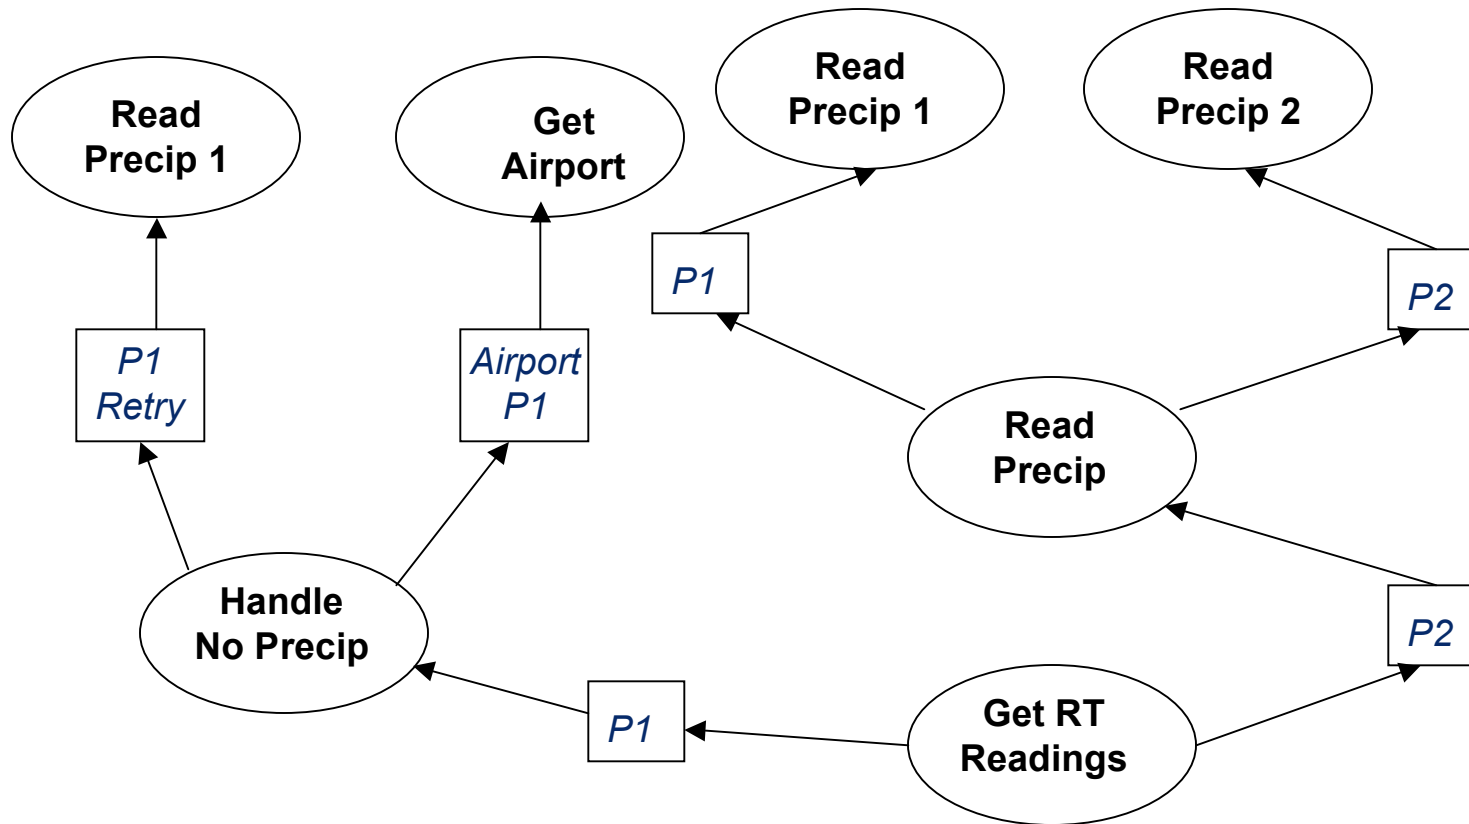 Read
Precip 1
Get
Airport
Read
Precip 1
Read
Precip 2
P1
P2
P1
Retry
Airport
P1
Read
Precip
Handle
No Precip
P2
P1
Get RT
Readings